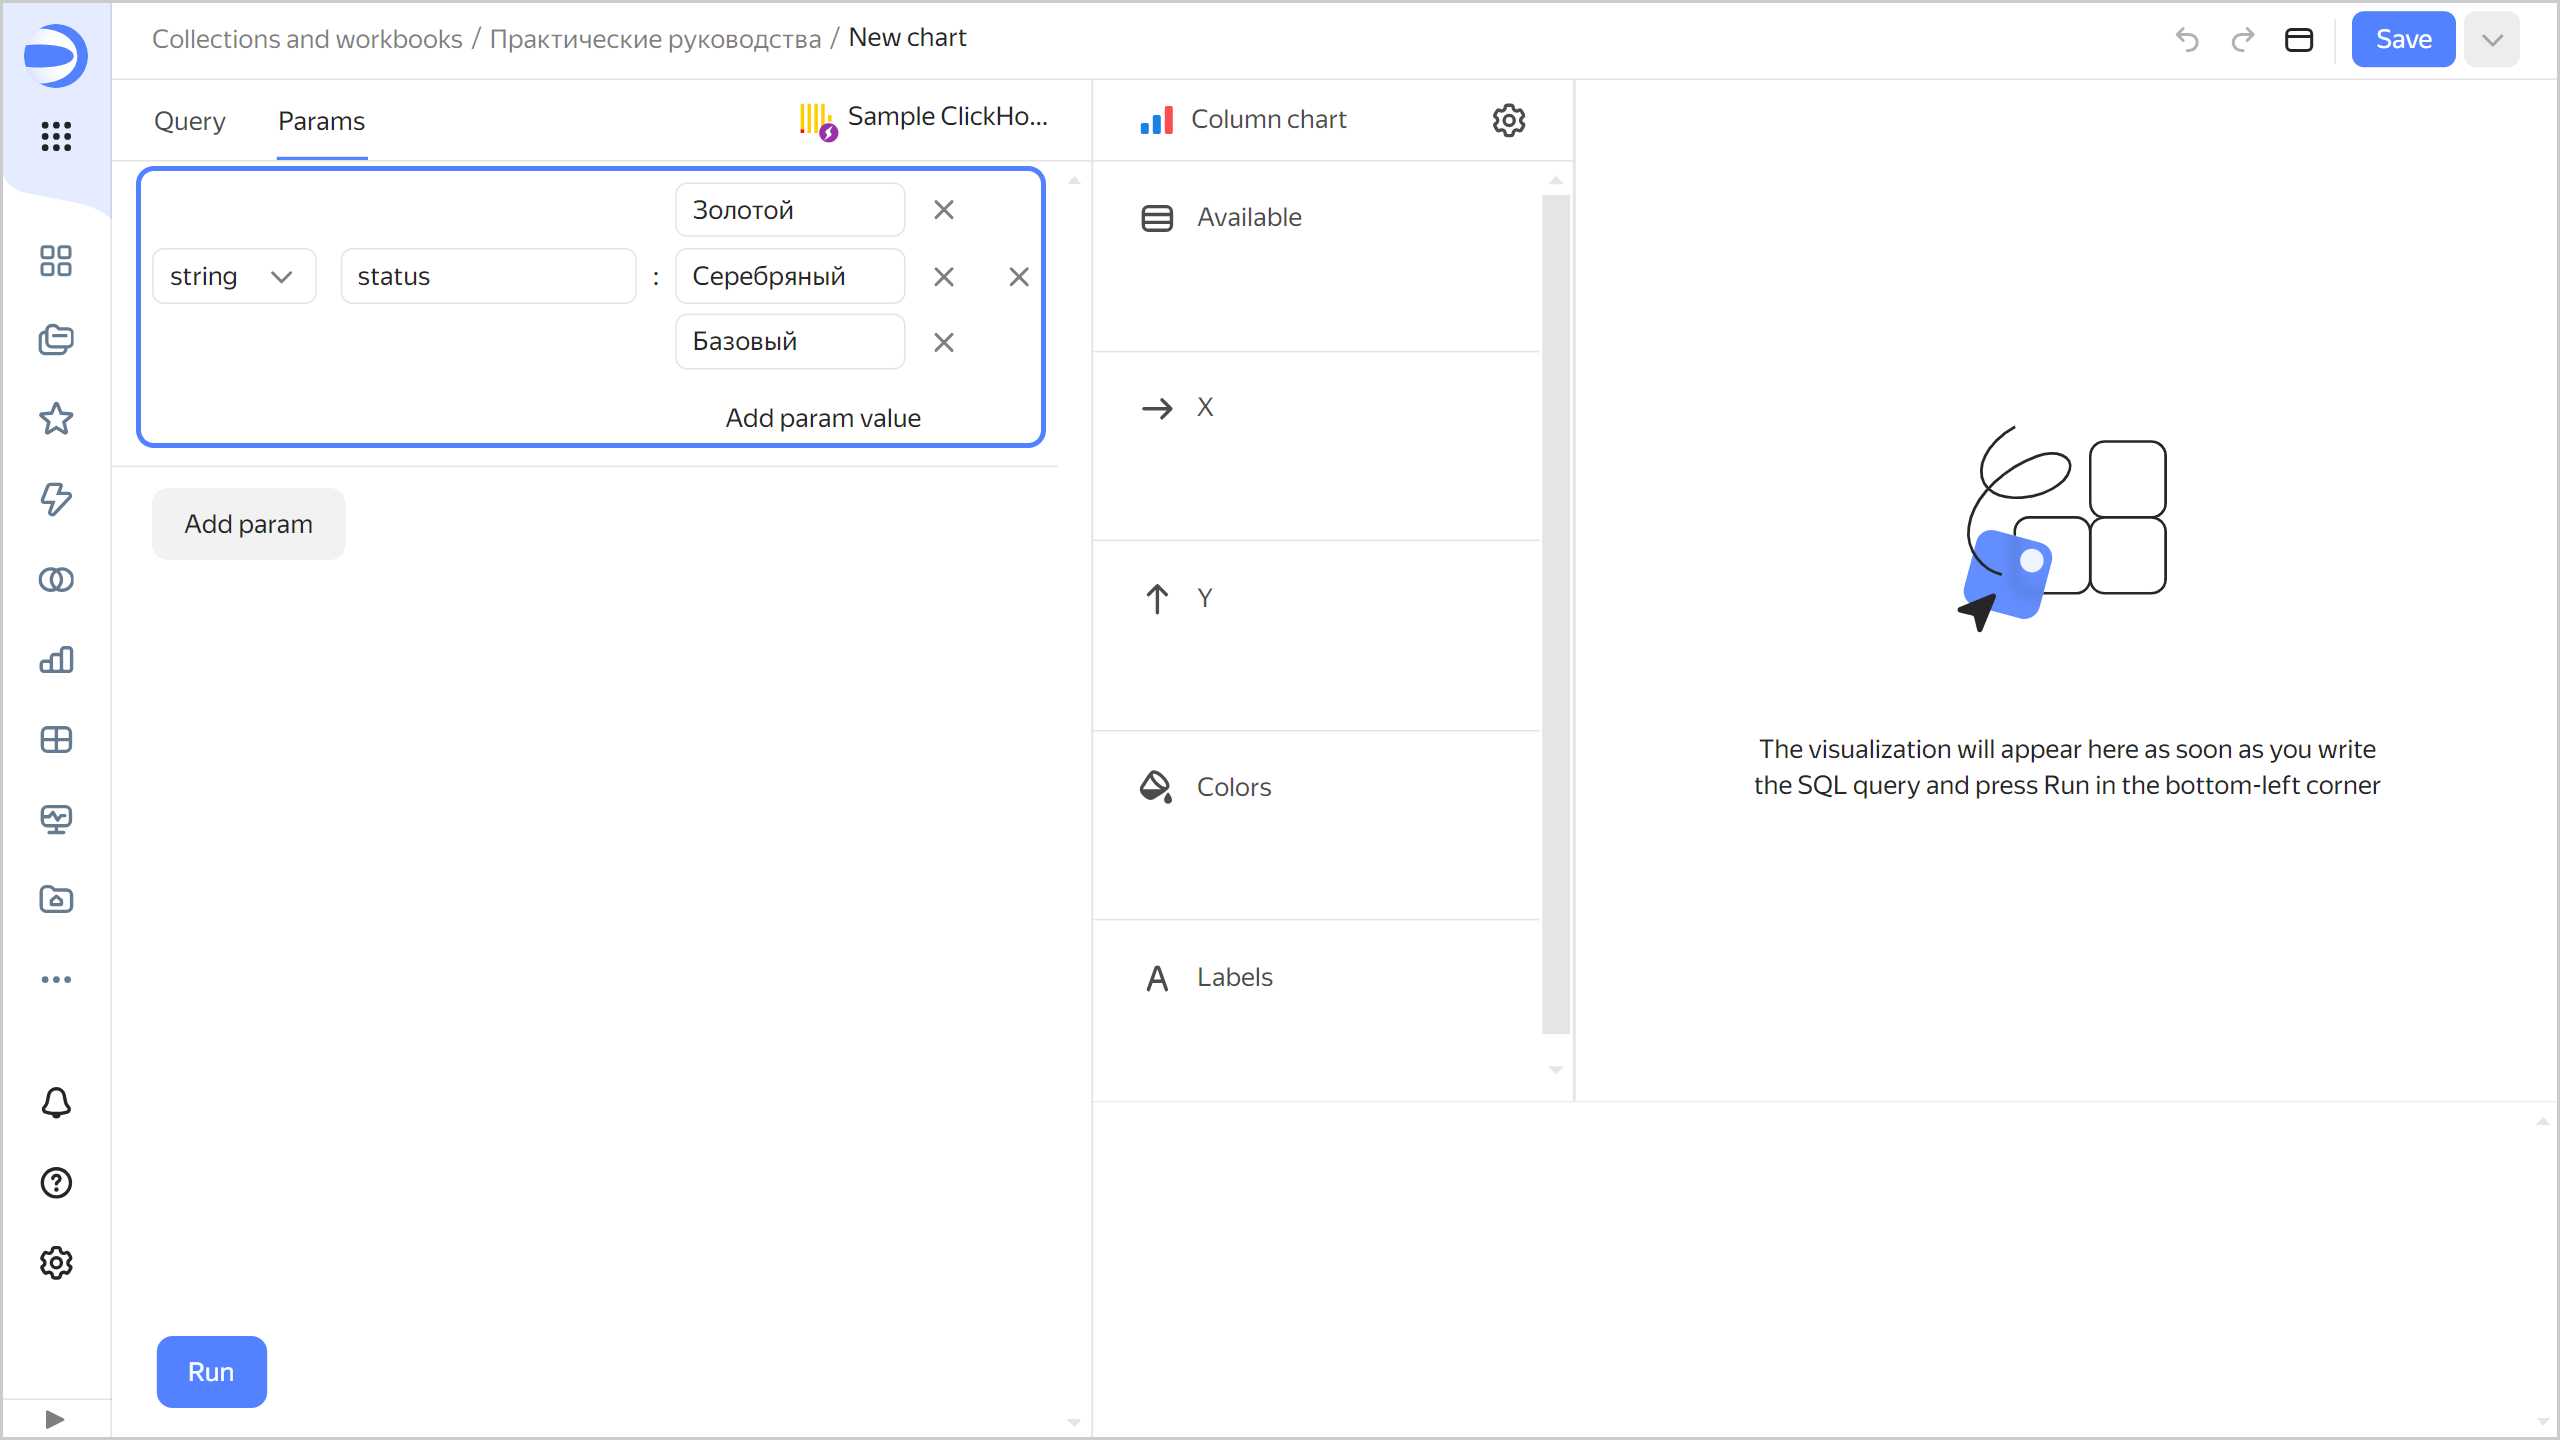 Collections and workbooks / Практические руководства / New chart
Save
Query
Params
Sample ClickHo...
Золотой
string
status
:
Серебряный
Базовый
Add param value
Add param
Run
Column chart
Available
X
Y
Colors
Labels
The visualization will appear here as soon as you write
the SQL query and press Run in the bottom-left corner